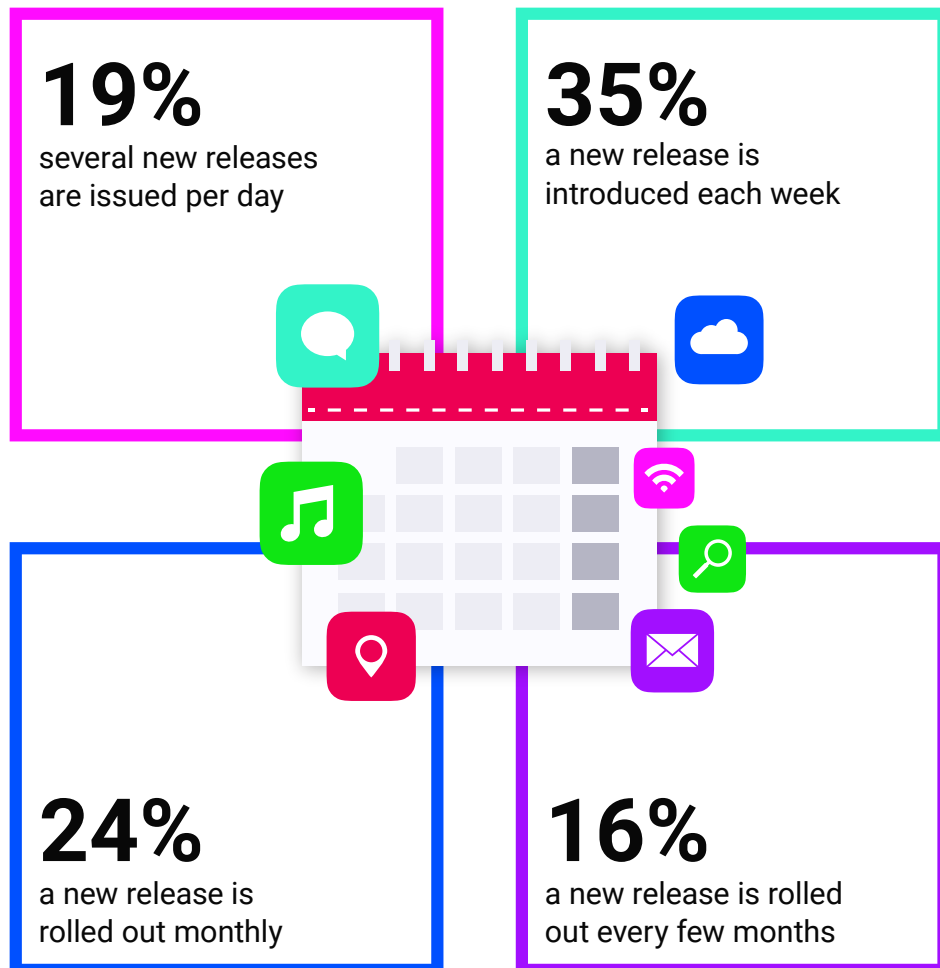 19%
several new releases
are issued per day
35%
a new release is
introduced each week
24%
a new release is
rolled out monthly
16%
a new release is rolled
out every few months